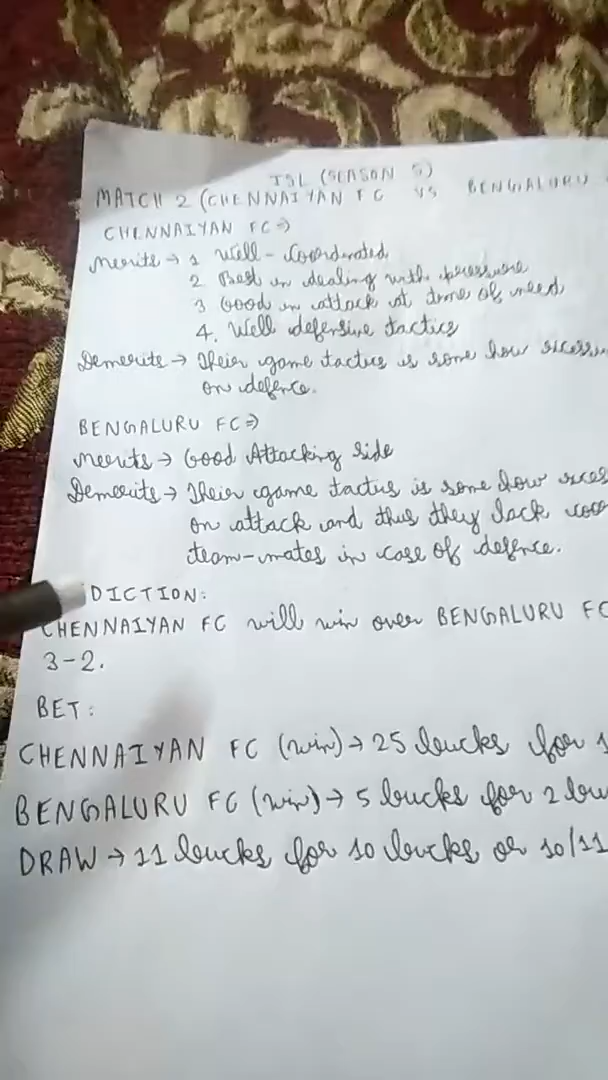 ISL (SEASON 5)
MATCH 2 (CHENNAIYAN FC VS BENGALURU
CHENNAIYAN FC⇒
Merits → 1 Well-Coordinated
2 Best in dealing with pressure
3 Good in attack at time of need
4. Well defensive tactics
Demerits → Their game tactics is some how
on defence.
BENGALURU FC⇒
Merits → Good Attacking side
Demerits → Their game tactics is some how
on attack and thus they lack
team-mates in case of defence.
DICTION:
CHENNAIYAN FC will win over BENGALURU FC
3-2.
BET:
CHENNAIYAN FC (win) → 25 bucks for
BENGALURU FC (win) → 5 bucks for 2
DRAW → 11 bucks for 10 bucks or 10/11